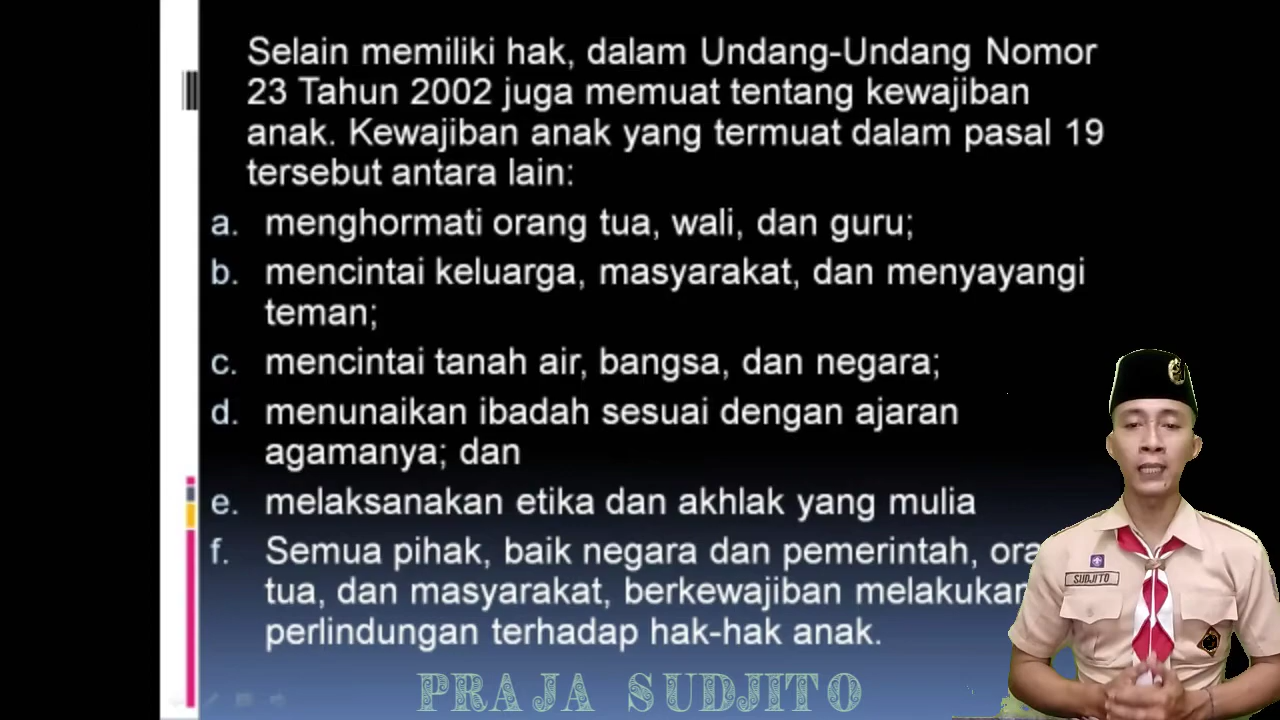 Selain memiliki hak, dalam Undang-Undang Nomor
23 Tahun 2002 juga memuat tentang kewajiban
anak. Kewajiban anak yang termuat dalam pasal 19
tersebut antara lain:
a. menghormati orang tua, wali, dan guru;
b. mencintai keluarga, masyarakat, dan menyayangi
teman;
c. mencintai tanah air, bangsa, dan negara;
d. menunaikan ibadah sesuai dengan ajaran
agamanya; dan
e. melaksanakan etika dan akhlak yang mulia
f. Semua pihak, baik negara dan pemerintah,
tua, dan masyarakat, berkewajiban melakukan
perlindungan terhadap hak-hak anak.
SUDJITO
PRAJA SUDJITO